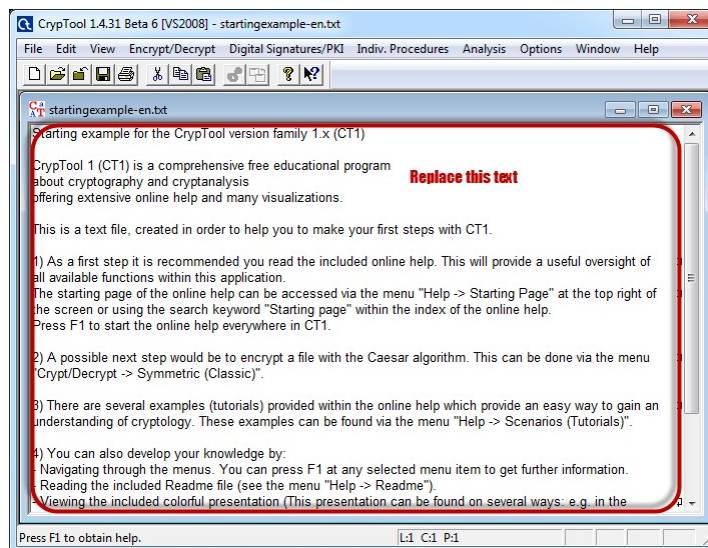 CrypTool 1.4.31 Beta 6 [VS2008] - startingexample-en.txt
File Edit View Encrypt/Decrypt Digital Signatures/PKI Indiv. Procedures Analysis Options Window Help
startingexample-en.txt
Starting example for the CrypTool version family 1.x (CT1)
CrypTool 1 (CT1) is a comprehensive free educational program
about cryptography and cryptanalysis
offering extensive online help and many visualizations.
Replace this text
This is a text file, created in order to help you to make your first steps with CT1.
1) As a first step it is recommended you read the included online help. This will provide a useful oversight of
all available functions within this application.
The starting page of the online help can be accessed via the menu "Help -> Starting Page" at the top right of
the screen or using the search keyword "Starting page" within the index of the online help.
Press F1 to start the online help everywhere in CT1.
2) A possible next step would be to encrypt a file with the Caesar algorithm. This can be done via the menu
"Crypt/Decrypt -> Symmetric (Classic)".
3) There are several examples (tutorials) provided within the online help which provide an easy way to gain an
understanding of cryptology. These examples can be found via the menu "Help -> Scenarios (Tutorials)".
4) You can also develop your knowledge by:
- Navigating through the menus. You can press F1 at any selected menu item to get further information.
- Reading the included Readme file (see the menu "Help -> Readme").
- Viewing the included colorful presentation (This presentation can be found on several ways: e.g. in the
Press F1 to obtain help. L:1 C:1 P:1